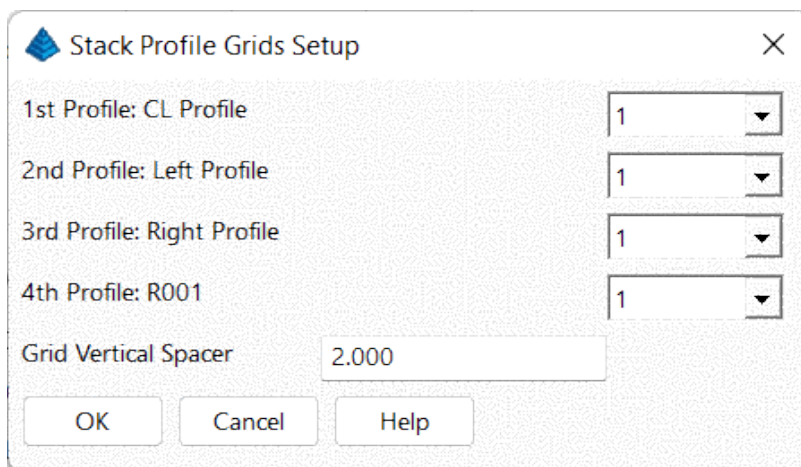 Stack Profile Grids Setup
1st Profile: CL Profile 1
2nd Profile: Left Profile 1
3rd Profile: Right Profile 1
4th Profile: R001 1
Grid Vertical Spacer 2.000
OK Cancel Help